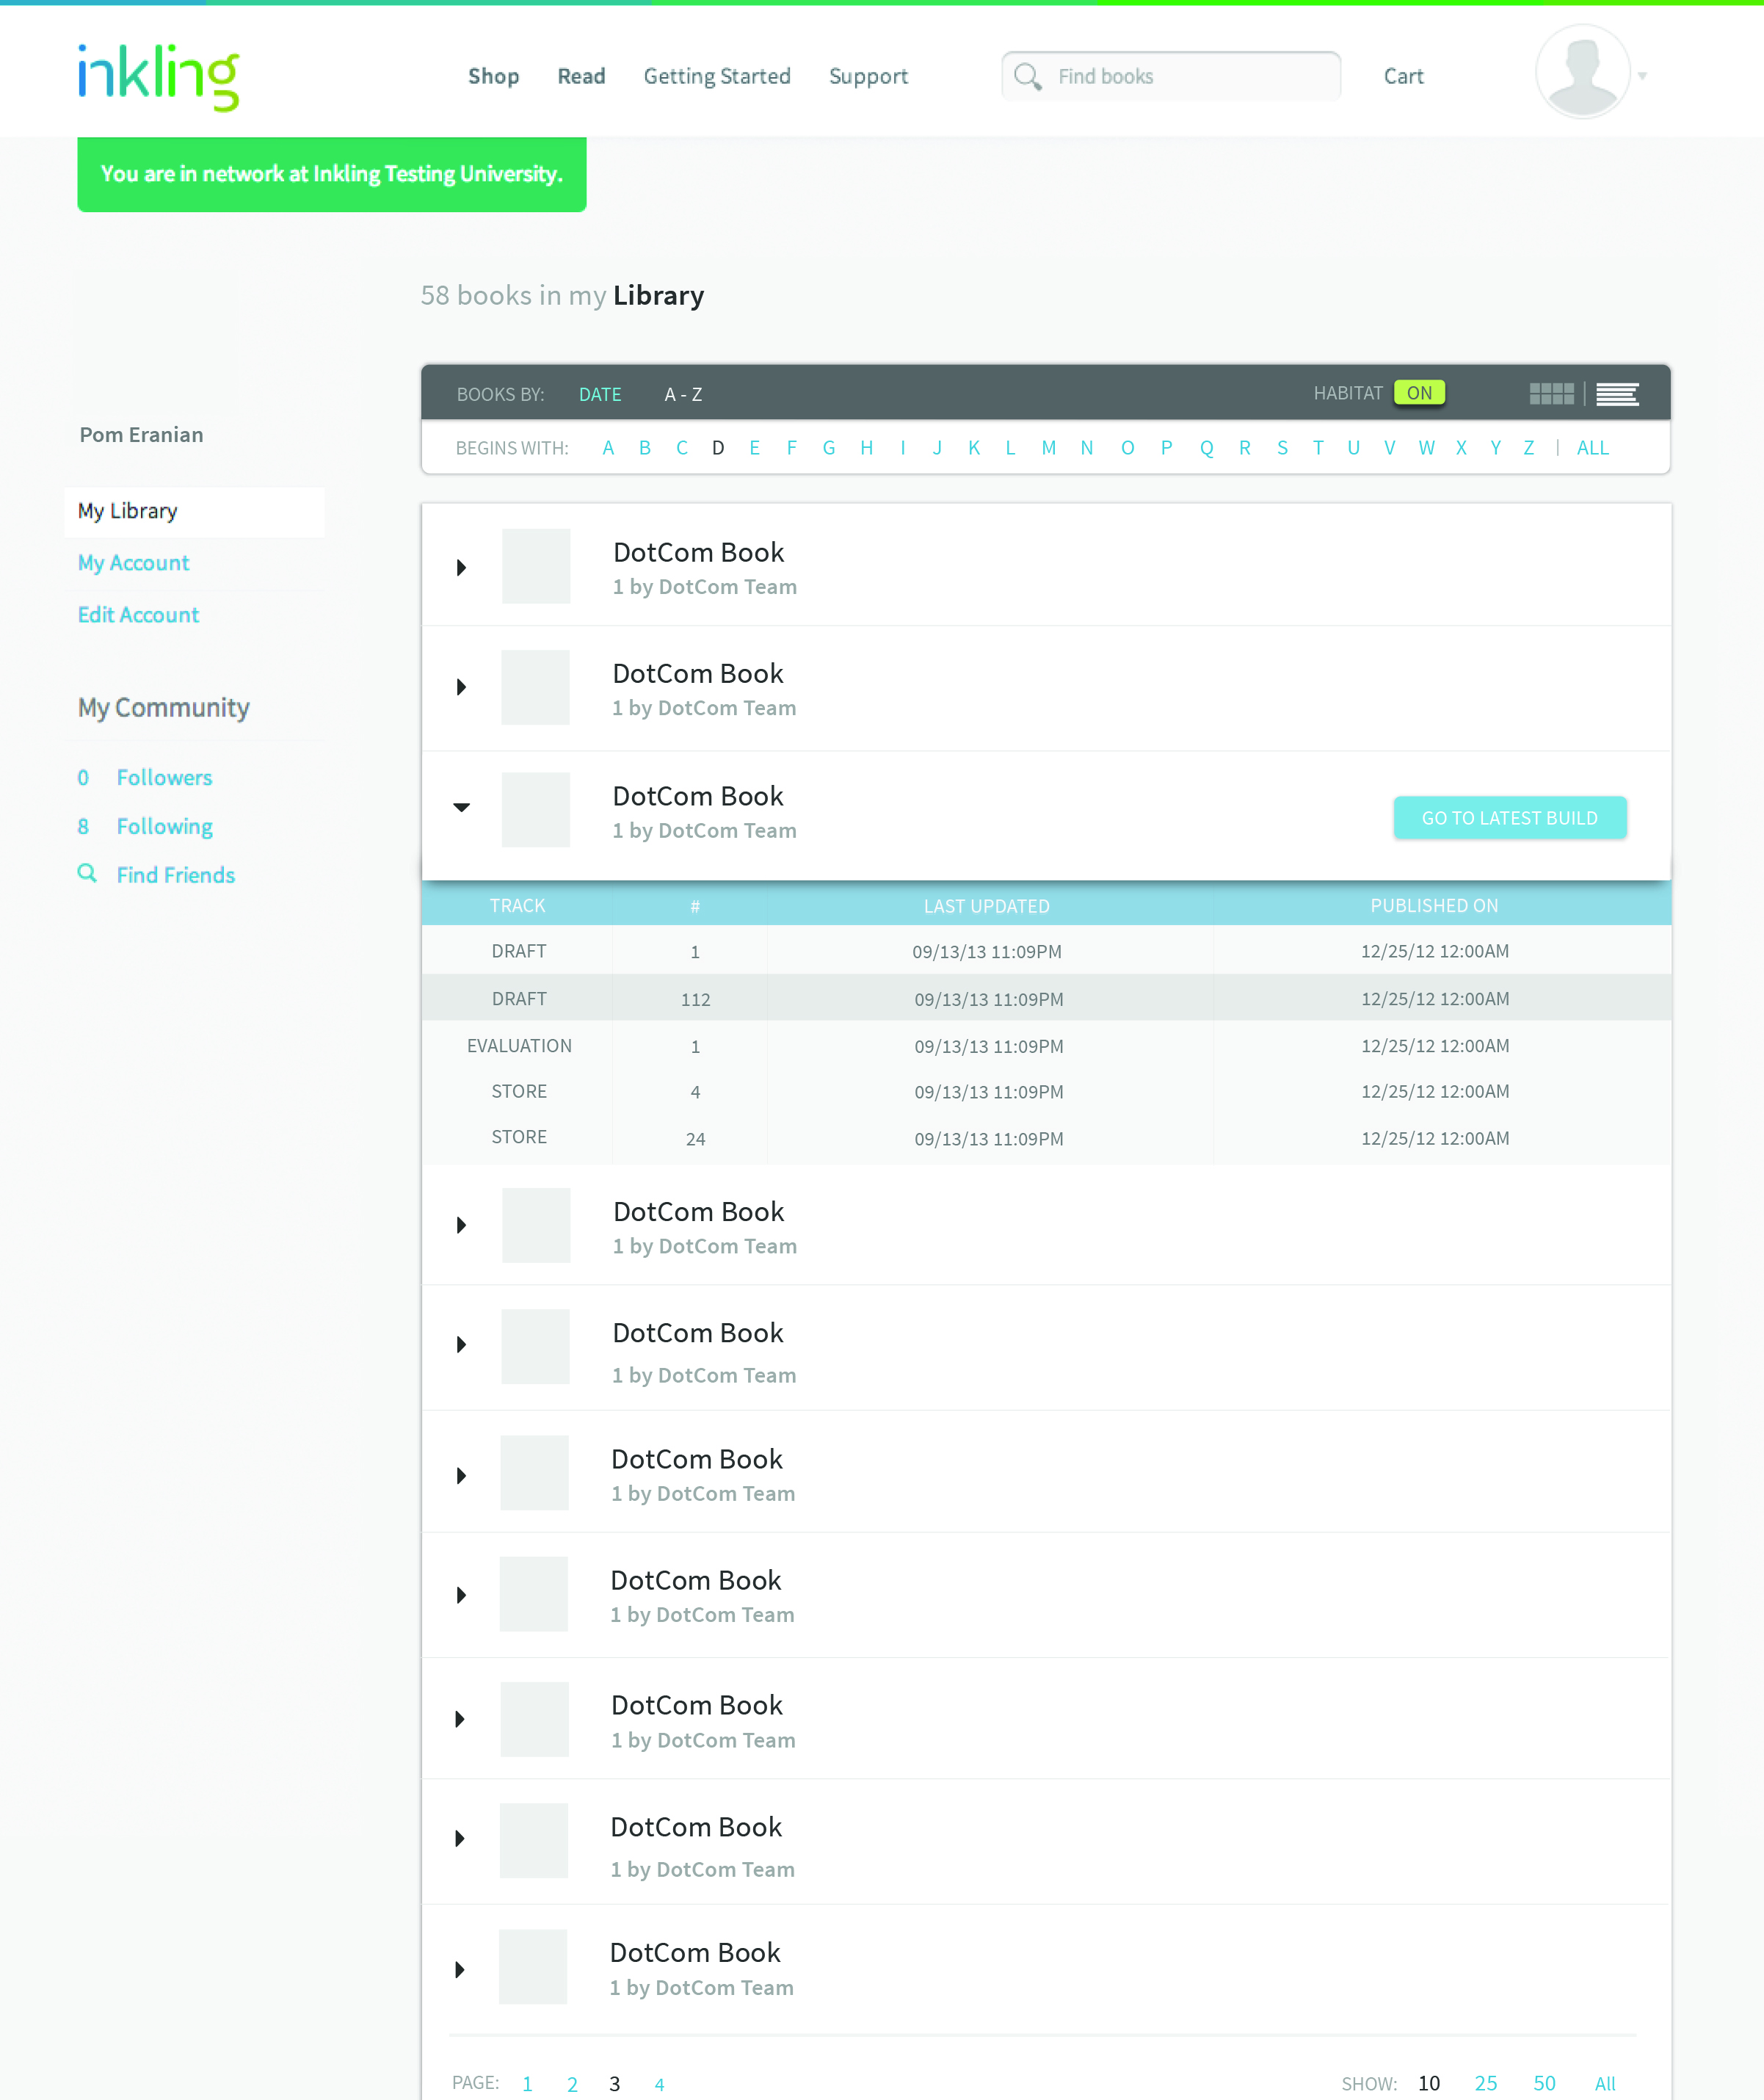 inkling
Shop Read Getting Started Support Find books Cart
You are in network at Inkling Testing University.
58 books in my Library
BOOKS BY: DATE A - Z HABITAT ON
BEGINS WITH: A B C D E F G H I J K L M N O P Q R S T U V W X Y Z | ALL
Pom Eranian
My Library
My Account
Edit Account
My Community
0 Followers
8 Following
Find Friends
DotCom Book
1 by DotCom Team
DotCom Book
1 by DotCom Team
DotCom Book
1 by DotCom Team
GO TO LATEST BUILD
TRACK # LAST UPDATED PUBLISHED ON
DRAFT 1 09/13/13 11:09PM 12/25/12 12:00AM
DRAFT 112 09/13/13 11:09PM 12/25/12 12:00AM
EVALUATION 1 09/13/13 11:09PM 12/25/12 12:00AM
STORE 4 09/13/13 11:09PM 12/25/12 12:00AM
STORE 24 09/13/13 11:09PM 12/25/12 12:00AM
DotCom Book
1 by DotCom Team
DotCom Book
1 by DotCom Team
DotCom Book
1 by DotCom Team
DotCom Book
1 by DotCom Team
DotCom Book
1 by DotCom Team
DotCom Book
1 by DotCom Team
DotCom Book
1 by DotCom Team
PAGE: 1 2 3 4 SHOW: 10 25 50 All